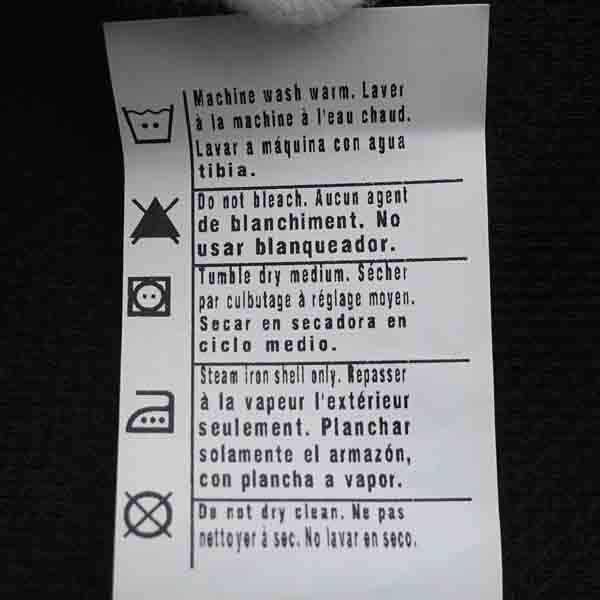 Machine wash warm. Laver
à la machine à l'eau chaud.
Lavar a máquina con agua
tibia.
Do not bleach. Aucun agent
de blanchiment. No
usar blanqueador.
Tumble dry medium. Sécher
par culbutage à réglage moyen.
Secar en secadora en
ciclo medio.
Steam iron shell only. Repasser
à la vapeur l'extérieur
seulement. Planchar
solamente el armazón,
con plancha a vapor.
Do not dry clean. Ne pas
nettoyer à sec. No lavar en seco.